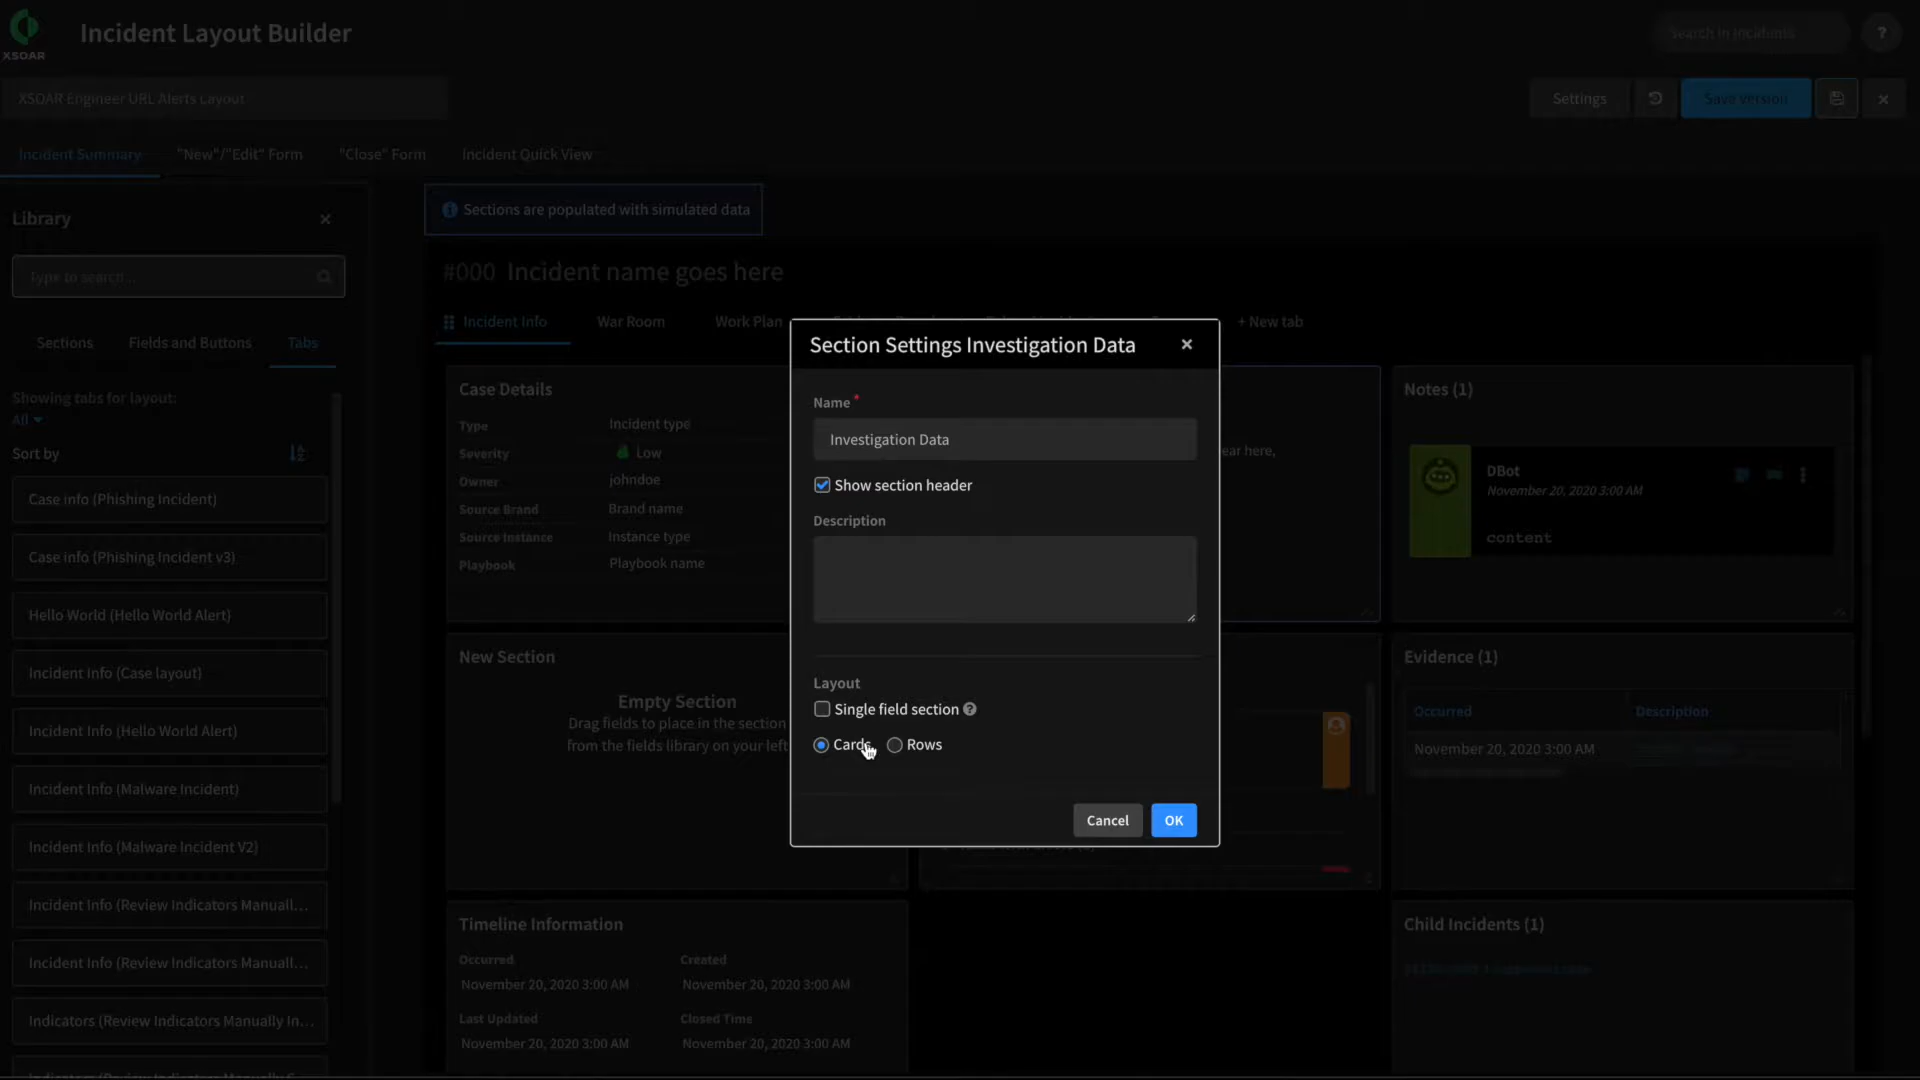 XSOAR
Incident Layout Builder
Search in Incidents
?
XSOAR Engineer URL Alerts Layout
Settings
Save version
Incident Summary
"New"/"Edit" Form
"Close" Form
Incident Quick View
Library
Type to search...
Sections
Fields and Buttons
Tabs
Showing tabs for layout:
All
Sort by
Case info (Phishing Incident)
Case info (Phishing Incident v3)
Hello World (Hello World Alert)
Incident Info (Case layout)
Incident Info (Hello World Alert)
Incident Info (Malware Incident)
Incident Info (Malware Incident V2)
Incident Info (Review Indicators Manuall...
Incident Info (Review Indicators Manuall...
Indicators (Review Indicators Manually In...
Sections are populated with simulated data
#000 Incident name goes here
Incident Info
War Room
Work Plan
+ New tab
Case Details
Type Incident type
Severity Low
Owner johndoe
Source Brand Brand name
Source Instance Instance type
Playbook Playbook name
ear here,
Notes (1)
DBot
November 20, 2020 3:00 AM
content
New Section
Empty Section
Drag fields to place in the section
from the fields library on your left
Evidence (1)
Occurred Description
November 20, 2020 3:00 AM
Timeline Information
Occurred Created
November 20, 2020 3:00 AM November 20, 2020 3:00 AM
Last Updated Closed Time
November 20, 2020 3:00 AM November 20, 2020 3:00 AM
Child Incidents (1)
Section Settings Investigation Data
Name *
Investigation Data
Show section header
Description
Layout
Single field section ?
Cards Rows
Cancel
OK